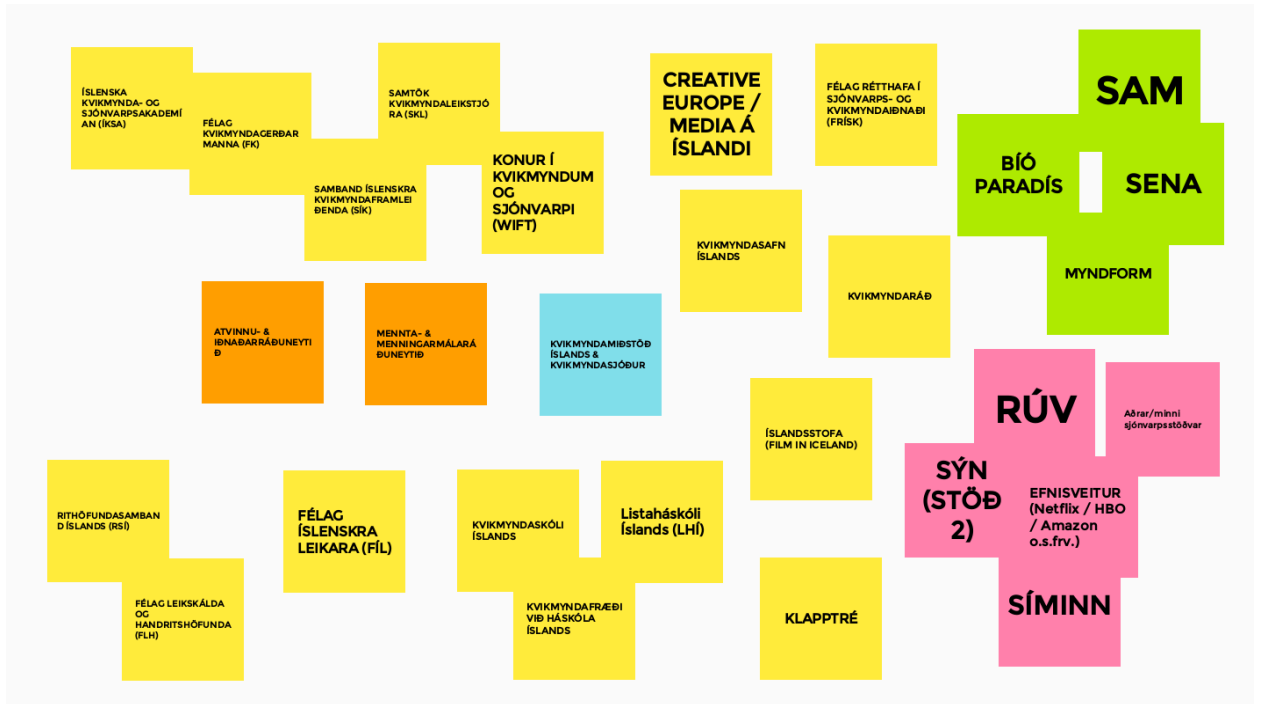 ÍSLENSKA
KVIKMYNDA- OG
SJÓNVARPSAKADEMÍ
AN (ÍKSA)
FÉLAG
KVIKMYNDAGERÐAR
MANNA (FK)
SAMTÖK
KVIKMYNDALEIKSTJÓ
RA (SKL)
SAMBAND ÍSLENSKRA
KVIKMYNDAFRAMLEI
ÐENDA (SÍK)
KONUR Í
KVIKMYNDUM
OG
SJÓNVARPI
(WIFT)
CREATIVE
EUROPE /
MEDIA Á
ÍSLANDI
FÉLAG RÉTTHAFA Í
SJÓNVARPS- OG
KVIKMYNDAIÐNAÐI
(FRÍSK)
SAM
BÍÓ
PARADÍS
SENA
MYNDFORM
KVIKMYNDASAFN
ÍSLANDS
KVIKMYNDARÁÐ
ATVINNU- &
IÐNAÐARRÁÐUNEYTI
Ð
MENNTA- &
MENNINGARMÁLARÁ
ÐUNEYTIÐ
KVIKMYNDAMIÐSTÖÐ
ÍSLANDS &
KVIKMYNDASJÓÐUR
ÍSLANDSSTOFA
(FILM IN ICELAND)
RÚV
Aðrar/minni
sjónvarpsstöðvar
SÝN
(STÖÐ
2)
EFNISVEITUR
(Netflix / HBO
/ Amazon
o.s.frv.)
SÍMINN
RITHÖFUNDASAMBAN
D ÍSLANDS (RSÍ)
FÉLAG LEIKSKÁLDA
OG
HANDRITSHÖFUNDA
(FLH)
FÉLAG
ÍSLENSKRA
LEIKARA (FÍL)
KVIKMYNDASKÓLI
ÍSLANDS
Listaháskóli
Íslands (LHÍ)
KVIKMYNDAFRÆÐI
VIÐ HÁSKÓLA
ÍSLANDS
KLAPPTRÉ